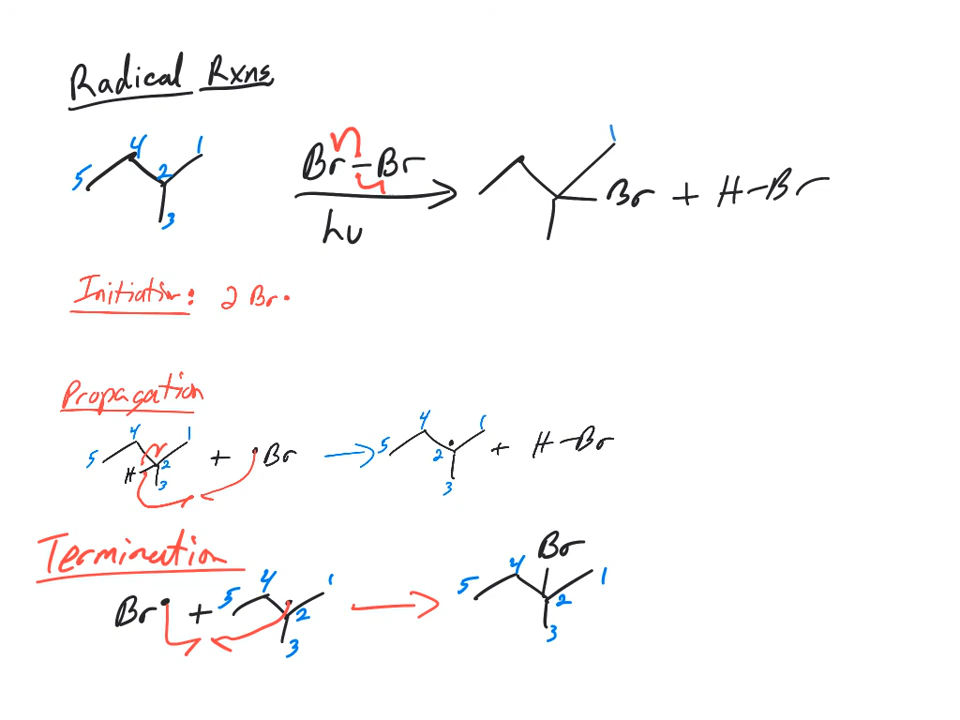 Radical Rxns
4 1
5 2
3
Br–Br
hν
1
Br + H–Br
Initiation: 2 Br·
Propagation
4 1
5 2
H 3
+ ·Br
4 1
5 2
3
+ H–Br
Termination
Br· + 5 4 1
2
3
Br
5 4 1
2
3